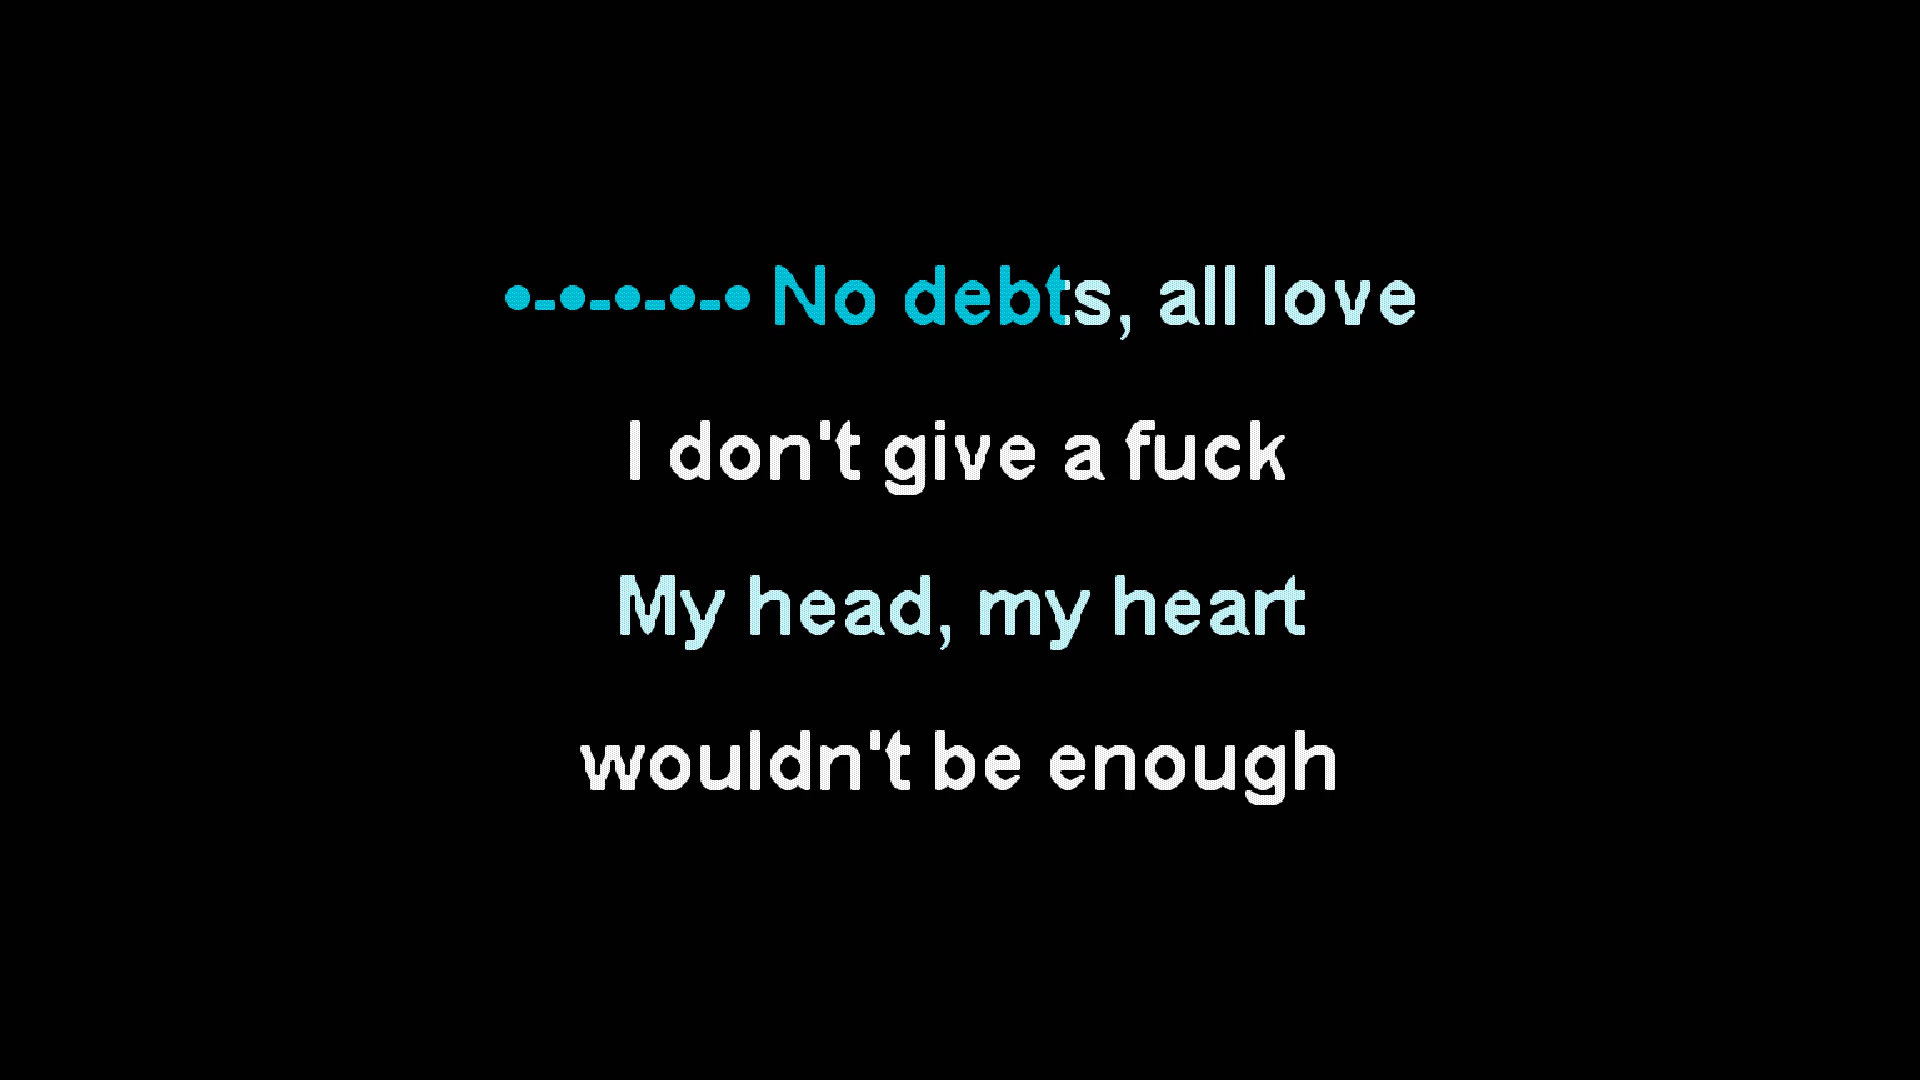 •-•-•-•-• No debts, all love
I don't give a fuck
My head, my heart
wouldn't be enough